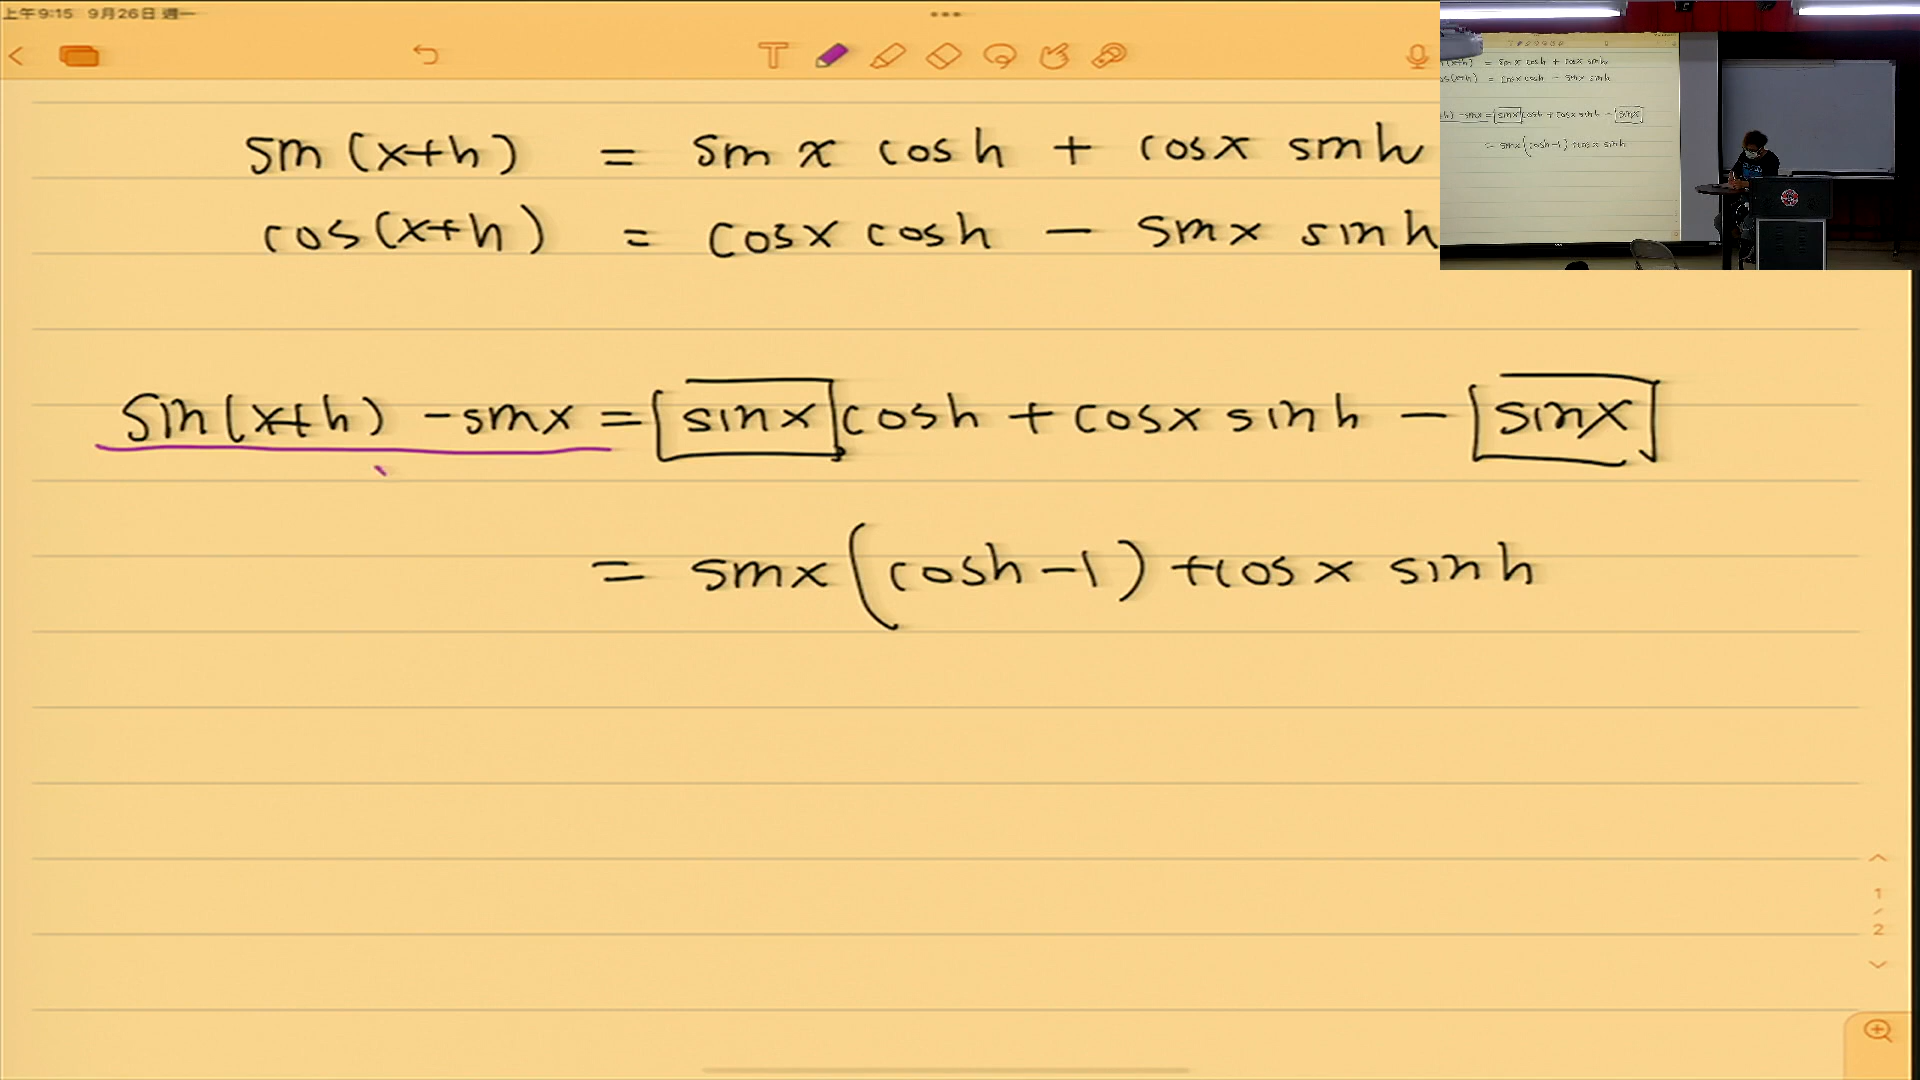 上午9:15 9月26日 週一
sin(x+h) = sin x cosh + cosx sinh
cos(x+h) = cosx cosh − sinx sinh
sin(x+h) − sinx = sinx cosh + cosx sinh − sinx
= sinx (cosh−1) + cosx sinh
1
/
2